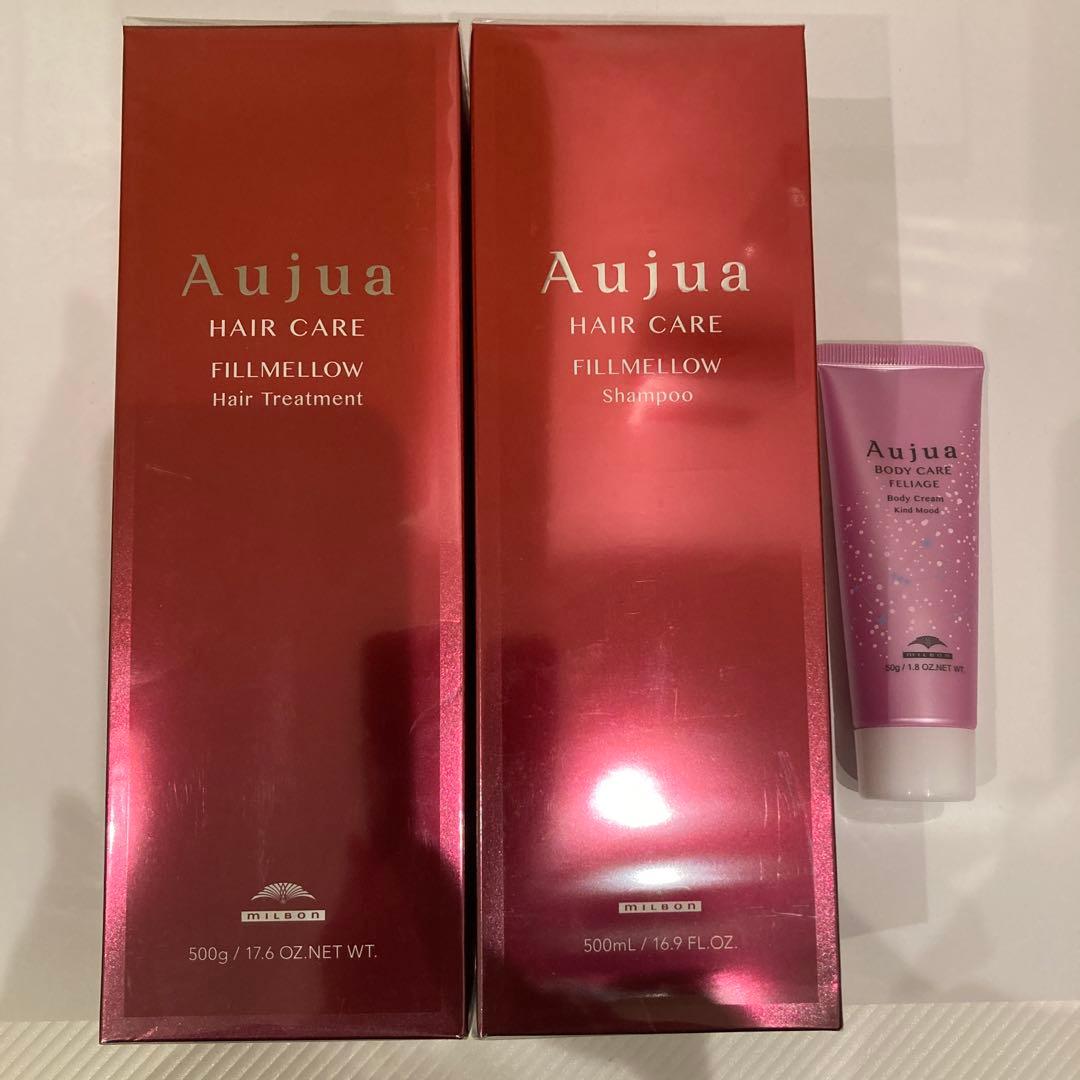 Aujua
HAIR CARE
FILLMELLOW
Hair Treatment
MILBON
500g / 17.6 OZ.NET WT.
Aujua
HAIR CARE
FILLMELLOW
Shampoo
MILBON
500mL / 16.9 FL.OZ.
Aujua
BODY CARE
FELIAGE
Body Cream
Kind Mood
MILBON
50g / 1.8 OZ.NET WT.